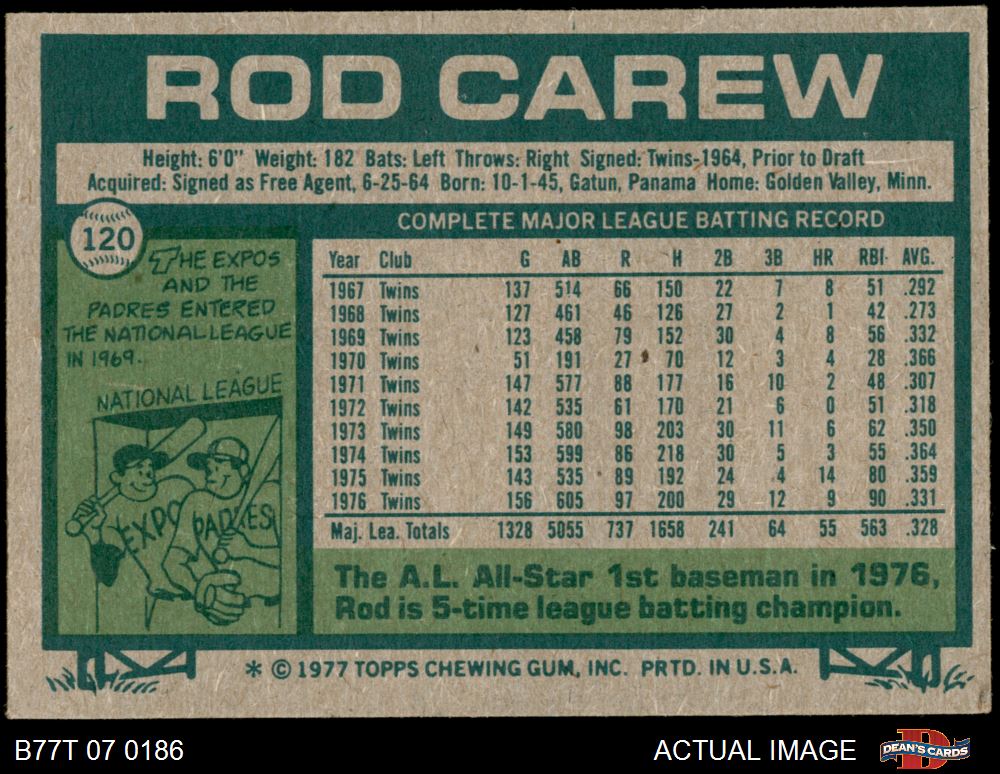 ROD CAREW
Height: 6'0" Weight: 182 Bats: Left Throws: Right Signed: Twins-1964, Prior to Draft
Acquired: Signed as Free Agent, 6-25-64 Born: 10-1-45, Gatun, Panama Home: Golden Valley, Minn.
120
THE EXPOS
AND THE
PADRES ENTERED
THE NATIONAL LEAGUE
IN 1969.
NATIONAL LEAGUE
EXPO
PADRES
COMPLETE MAJOR LEAGUE BATTING RECORD
Year Club G AB R H 2B 3B HR RBI AVG.
1967 Twins 137 514 66 150 22 7 8 51 .292
1968 Twins 127 461 46 126 27 2 1 42 .273
1969 Twins 123 458 79 152 30 4 8 56 .332
1970 Twins 51 191 27 70 12 3 4 28 .366
1971 Twins 147 577 88 177 16 10 2 48 .307
1972 Twins 142 535 61 170 21 6 0 51 .318
1973 Twins 149 580 98 203 30 11 6 62 .350
1974 Twins 153 599 86 218 30 5 3 55 .364
1975 Twins 143 535 89 192 24 4 14 80 .359
1976 Twins 156 605 97 200 29 12 9 90 .331
Maj. Lea. Totals 1328 5055 737 1658 241 64 55 563 .328
The A.L. All-Star 1st baseman in 1976,
Rod is 5-time league batting champion.
* © 1977 TOPPS CHEWING GUM, INC. PRTD. IN U.S.A.
B77T 07 0186 ACTUAL IMAGE
DEAN'S CARDS